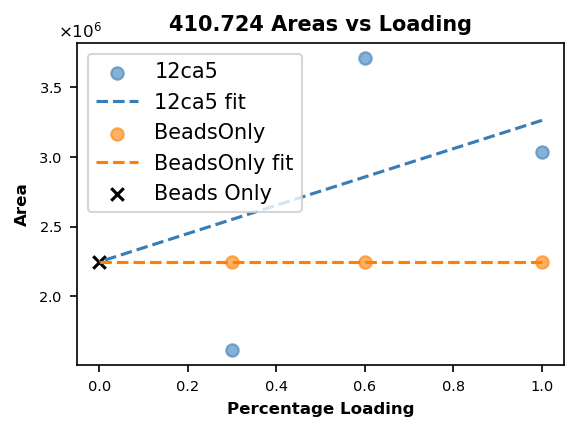 410.724 Areas vs Loading
×10⁶
12ca5
12ca5 fit
BeadsOnly
BeadsOnly fit
Beads Only
3.5
3.0
2.5
2.0
Area
0.0 0.2 0.4 0.6 0.8 1.0
Percentage Loading